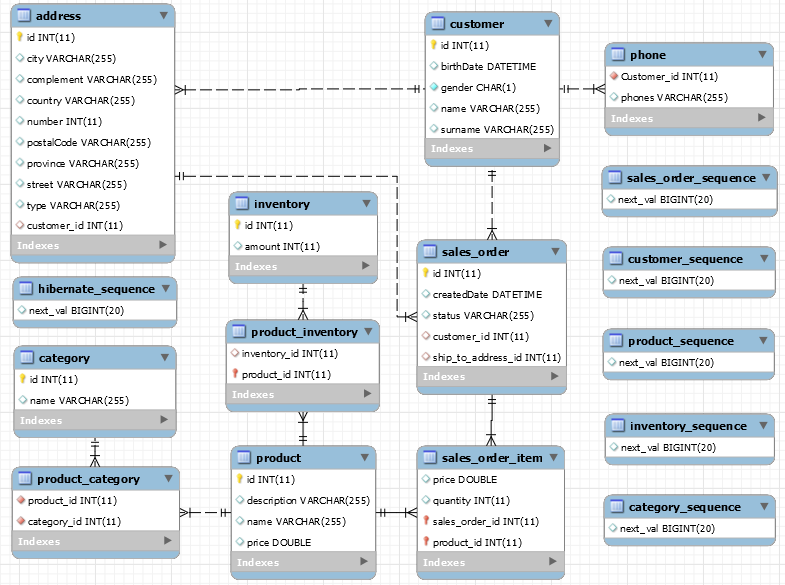 address
id INT(11)
city VARCHAR(255)
complement VARCHAR(255)
country VARCHAR(255)
number INT(11)
postalCode VARCHAR(255)
province VARCHAR(255)
street VARCHAR(255)
type VARCHAR(255)
customer_id INT(11)
Indexes
hibernate_sequence
next_val BIGINT(20)
category
id INT(11)
name VARCHAR(255)
Indexes
product_category
product_id INT(11)
category_id INT(11)
Indexes
inventory
id INT(11)
amount INT(11)
Indexes
product_inventory
inventory_id INT(11)
product_id INT(11)
Indexes
product
id INT(11)
description VARCHAR(255)
name VARCHAR(255)
price DOUBLE
Indexes
customer
id INT(11)
birthDate DATETIME
gender CHAR(1)
name VARCHAR(255)
surname VARCHAR(255)
Indexes
sales_order
id INT(11)
createdDate DATETIME
status VARCHAR(255)
customer_id INT(11)
ship_to_address_id INT(11)
Indexes
sales_order_item
price DOUBLE
quantity INT(11)
sales_order_id INT(11)
product_id INT(11)
Indexes
phone
Customer_id INT(11)
phones VARCHAR(255)
Indexes
sales_order_sequence
next_val BIGINT(20)
customer_sequence
next_val BIGINT(20)
product_sequence
next_val BIGINT(20)
inventory_sequence
next_val BIGINT(20)
category_sequence
next_val BIGINT(20)